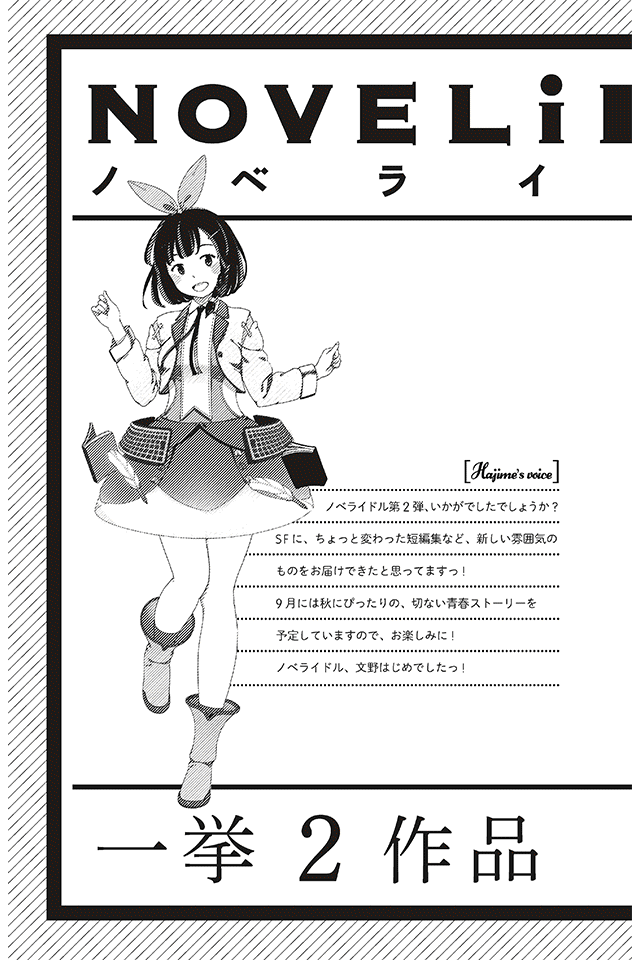 NOVELi
ノベライ
[Hajime's voice]
ノベライドル第2弾、いかがでしたでしょうか?
SFに、ちょっと変わった短編集など、新しい雰囲気の
ものをお届けできたと思ってますっ!
9月には秋にぴったりの、切ない青春ストーリーを
予定していますので、お楽しみに!
ノベライドル、文野はじめでしたっ!
一挙2作品